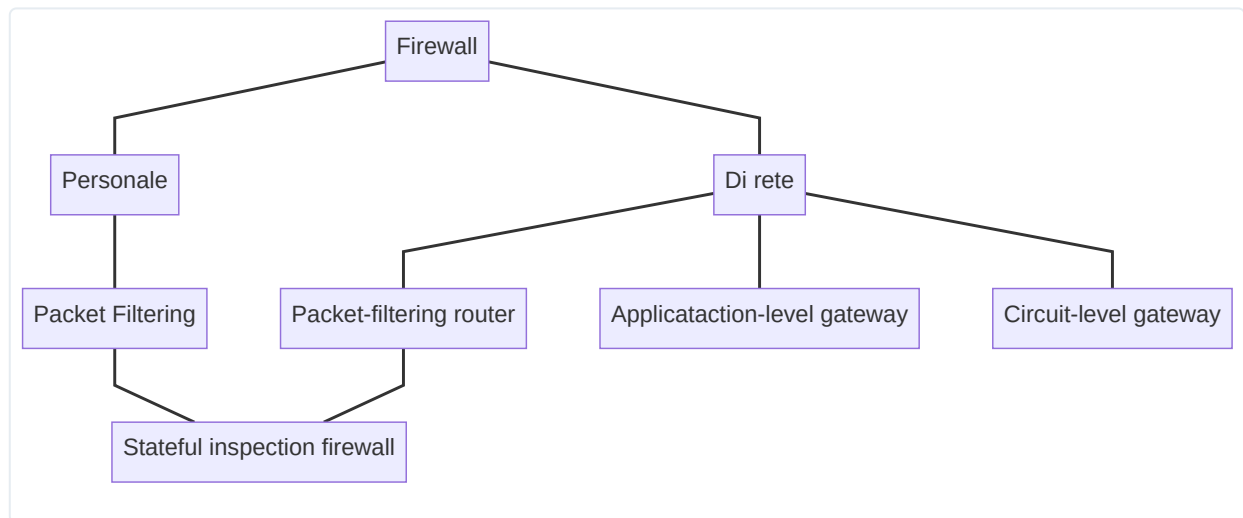 Firewall
Personale
Di rete
Packet Filtering
Packet-filtering router
Applicataction-level gateway
Circuit-level gateway
Stateful inspection firewall